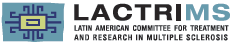 LACTRIMS
LATIN AMERICAN COMMITTEE FOR TREATMENT
AND RESEARCH IN MULTIPLE SCLEROSIS